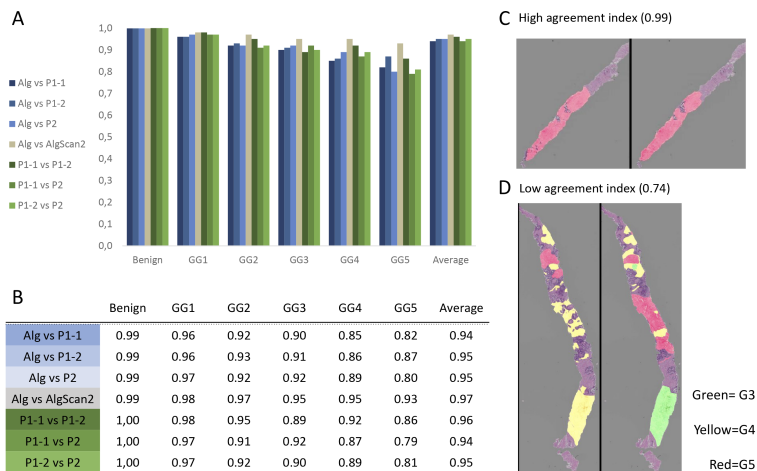 A
1,0
0,9
0,8
0,7
0,6
0,5
0,4
0,3
0,2
0,1
0,0
Alg vs P1-1
Alg vs P1-2
Alg vs P2
Alg vs AlgScan2
P1-1 vs P1-2
P1-1 vs P2
P1-2 vs P2
Benign GG1 GG2 GG3 GG4 GG5 Average
B
Benign GG1 GG2 GG3 GG4 GG5 Average
Alg vs P1-1 0.99 0.96 0.92 0.90 0.85 0.82 0.94
Alg vs P1-2 0.99 0.96 0.93 0.91 0.86 0.87 0.95
Alg vs P2 0.99 0.97 0.92 0.92 0.89 0.80 0.95
Alg vs AlgScan2 0.99 0.98 0.97 0.95 0.95 0.93 0.97
P1-1 vs P1-2 1,00 0.98 0.95 0.89 0.92 0.86 0.96
P1-1 vs P2 1,00 0.97 0.91 0.92 0.87 0.79 0.94
P1-2 vs P2 1,00 0.97 0.92 0.90 0.89 0.81 0.95
C High agreement index (0.99)
D Low agreement index (0.74)
Green= G3
Yellow=G4
Red=G5